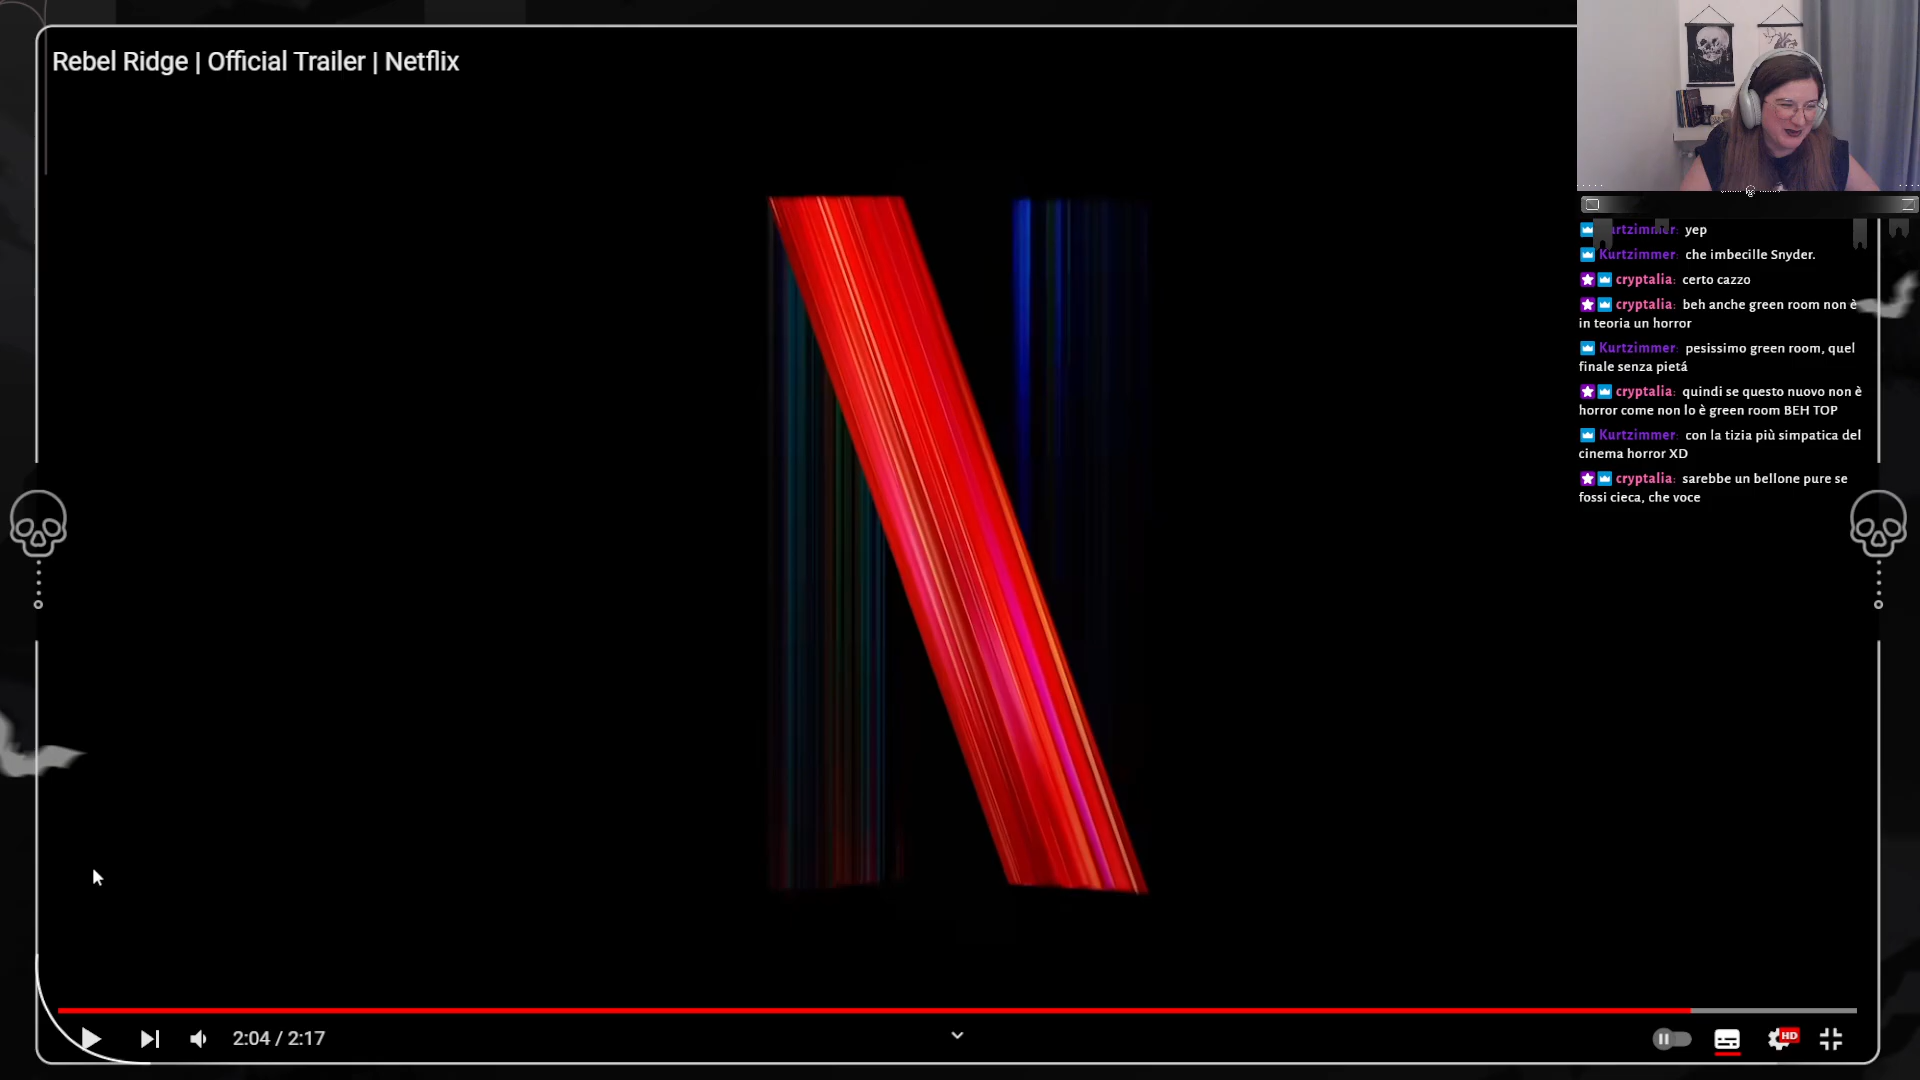 Rebel Ridge | Official Trailer | Netflix
Kurtzimmer: yep
Kurtzimmer: che imbecille Snyder.
cryptalia: certo cazzo
cryptalia: beh anche green room non è
in teoria un horror
Kurtzimmer: pesissimo green room, quel
finale senza pietá
cryptalia: quindi se questo nuovo non è
horror come non lo è green room BEH TOP
Kurtzimmer: con la tizia più simpatica del
cinema horror XD
cryptalia: sarebbe un bellone pure se
fossi cieca, che voce
2:04 / 2:17
HD